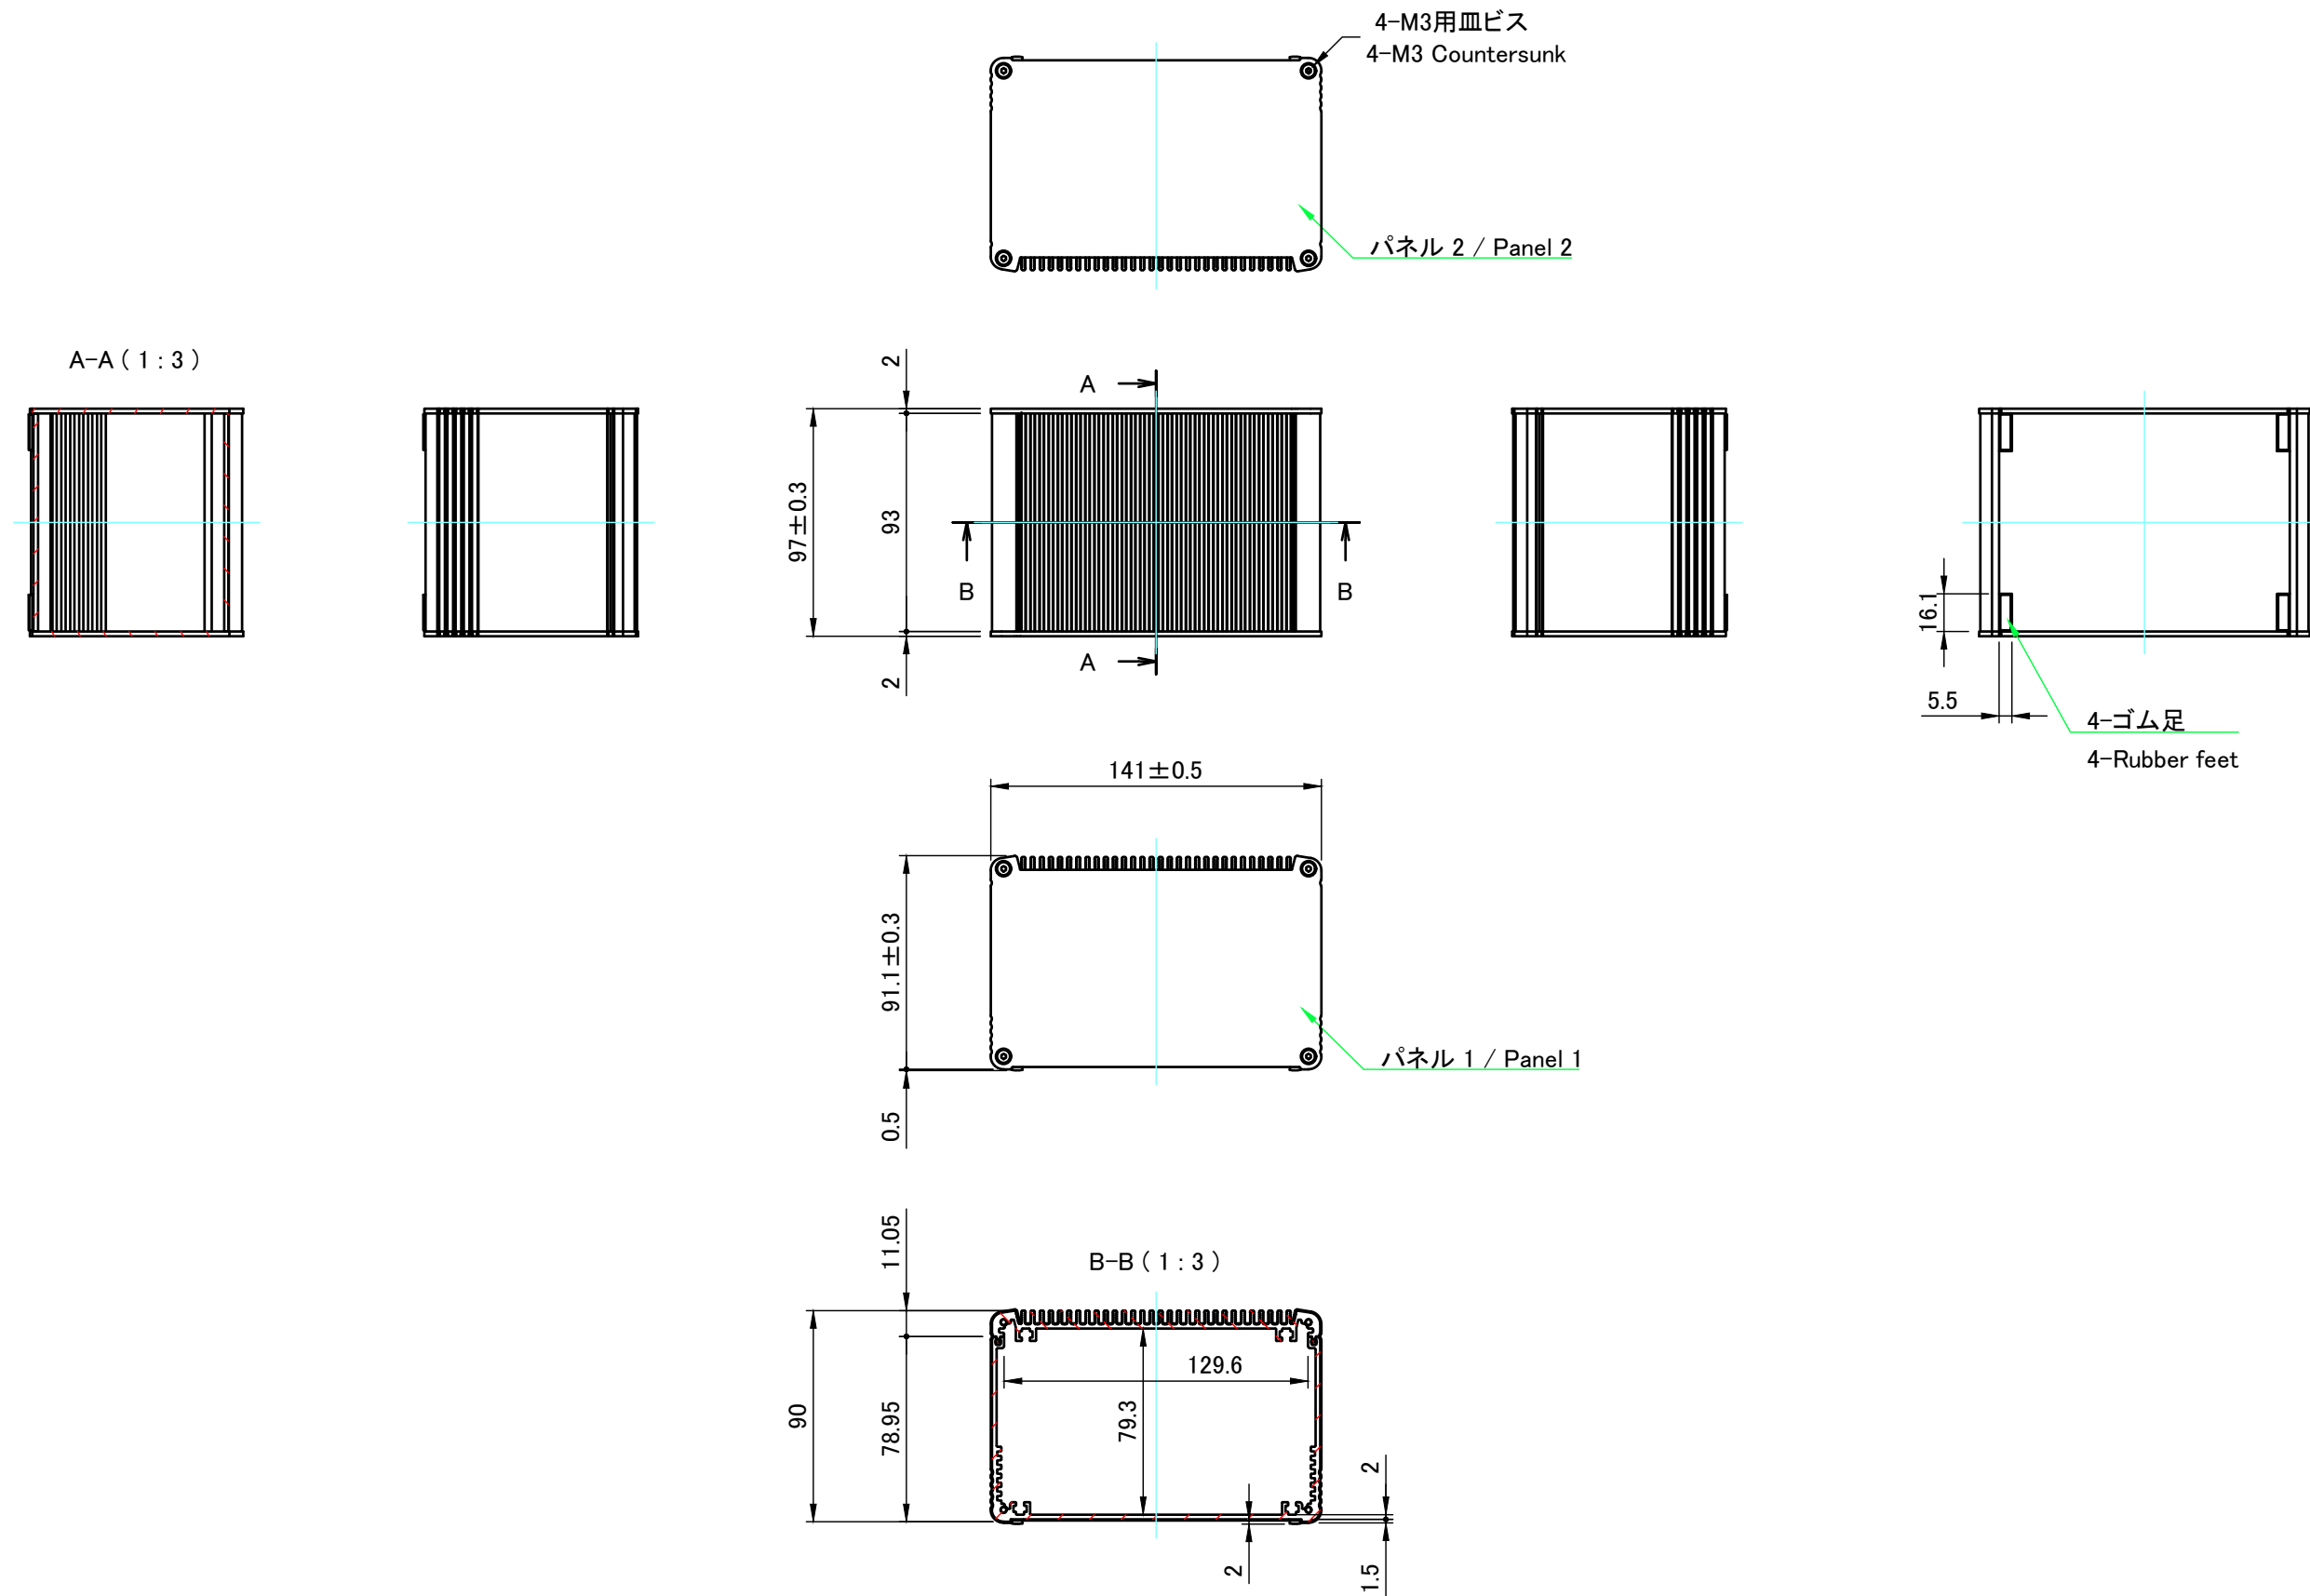 4-M3用皿ビス
4-M3 Countersunk
パネル 2 / Panel 2
A-A ( 1 : 3 )
2
A
97±0.3
93
B
B
A
2
16.1
5.5
4-ゴム足
4-Rubber feet
141±0.5
91.1±0.3
パネル 1 / Panel 1
0.5
11.05
B-B ( 1 : 3 )
129.6
90
78.95
79.3
2
2
1.5